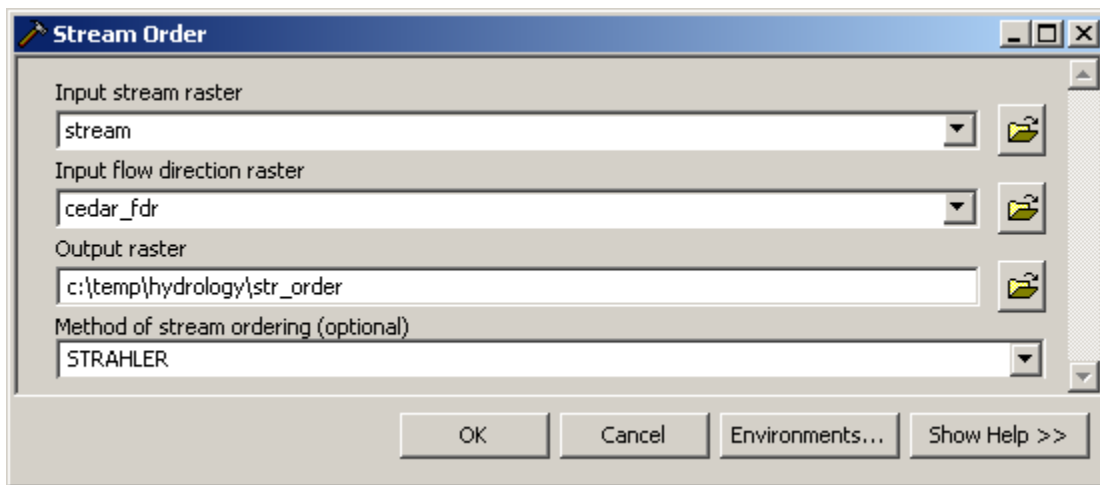 Stream Order
Input stream raster
stream
Input flow direction raster
cedar_fdr
Output raster
c:\temp\hydrology\str_order
Method of stream ordering (optional)
STRAHLER
OK Cancel Environments... Show Help >>